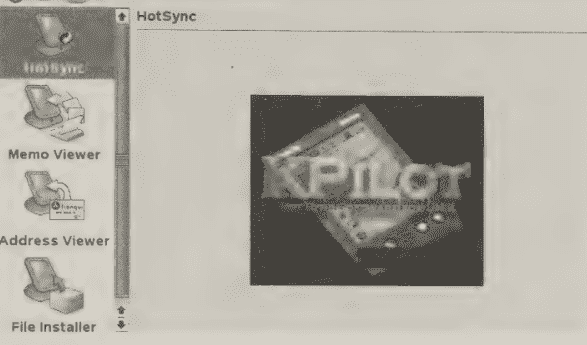 HotSync
HotSync
Memo Viewer
Address Viewer
File Installer
KPILOT